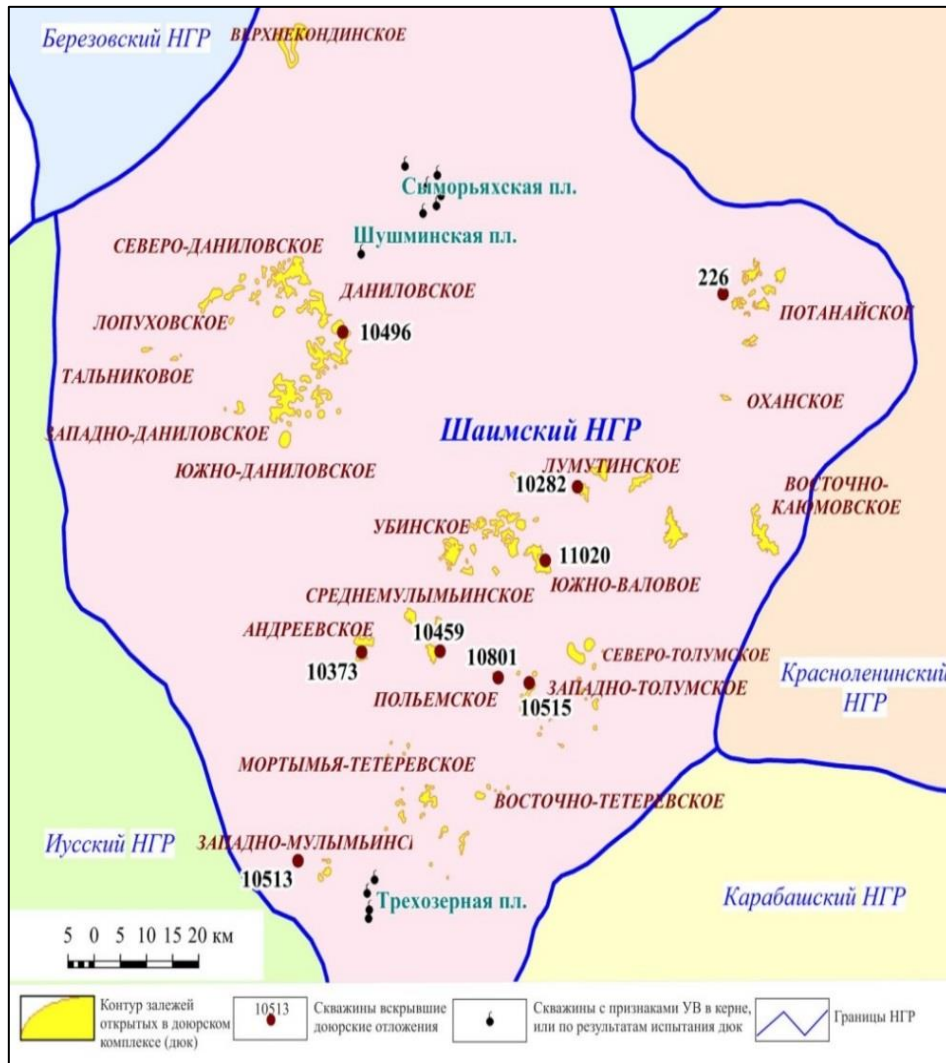 Березовский НГР
ВЕРХНЕКОНДИНСКОЕ
Сыморьяхская пл.
Шушминская пл.
СЕВЕРО-ДАНИЛОВСКОЕ
226
ДАНИЛОВСКОЕ
ПОТАНАЙСКОЕ
ЛОПУХОВСКОЕ
10496
ТАЛЬНИКОВОЕ
ОХАНСКОЕ
ЗАПАДНО-ДАНИЛОВСКОЕ
Шаимский НГР
ЮЖНО-ДАНИЛОВСКОЕ
ЛУМУТИНСКОЕ
10282
ВОСТОЧНО-
КАЮМОВСКОЕ
УБИНСКОЕ
11020
ЮЖНО-ВАЛОВОЕ
СРЕДНЕМУЛЫМЬИНСКОЕ
АНДРЕЕВСКОЕ
10459
10373
10801
СЕВЕРО-ТОЛУМСКОЕ
ЗАПАДНО-ТОЛУМСКОЕ
ПОЛЬЕМСКОЕ
10515
Красноленинский
НГР
МОРТЫМЬЯ-ТЕТЕРЕВСКОЕ
ВОСТОЧНО-ТЕТЕРЕВСКОЕ
Иусский НГР
ЗАПАДНО-МУЛЫМЬИНСІ
10513
Трехозерная пл.
Карабашский НГР
5 0 5 10 15 20 км
Контур залежей
открытых в доюрском
комплексе (дюк)
10513
Скважины вскрывшие
доюрские отложения
Скважины с признаками УВ в керне,
или по результатам испытания дюк
Границы НГР